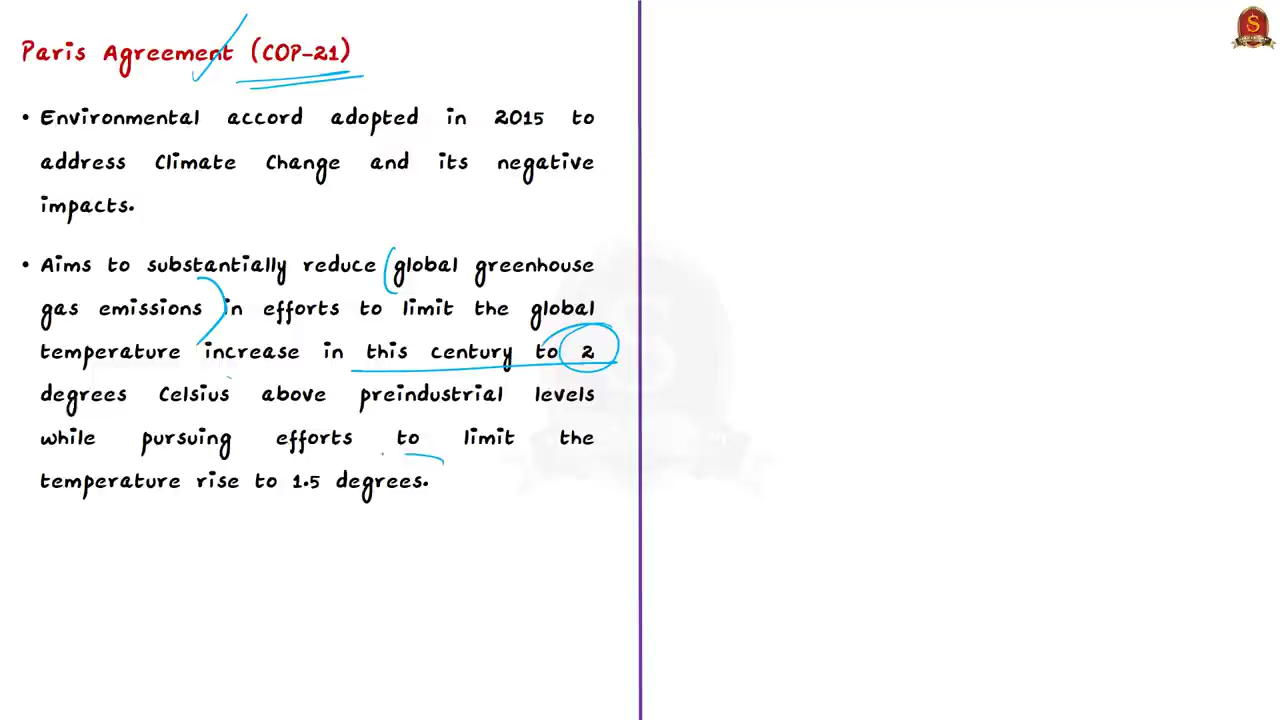 Paris Agreement (COP-21)
• Environmental accord adopted in 2015 to
address Climate Change and its negative
impacts.
• Aims to substantially reduce global greenhouse
gas emissions in efforts to limit the global
temperature increase in this century to 2
degrees Celsius above preindustrial levels
while pursuing efforts to limit the
temperature rise to 1.5 degrees.